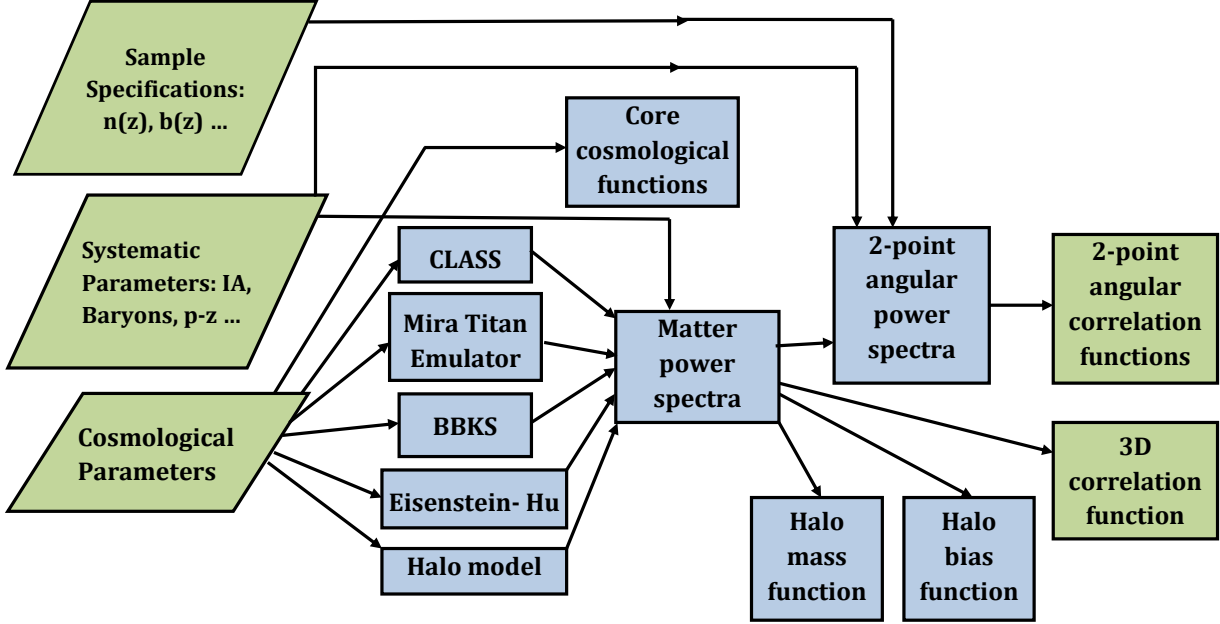 Sample
Specifications:
n(z), b(z) ...
Core
cosmological
functions
Systematic
Parameters: IA,
Baryons, p-z ...
CLASS
Mira Titan
Emulator
BBKS
Eisenstein- Hu
Halo model
Cosmological
Parameters
Matter
power
spectra
2-point
angular
power
spectra
2-point
angular
correlation
functions
3D
correlation
function
Halo
mass
function
Halo
bias
function